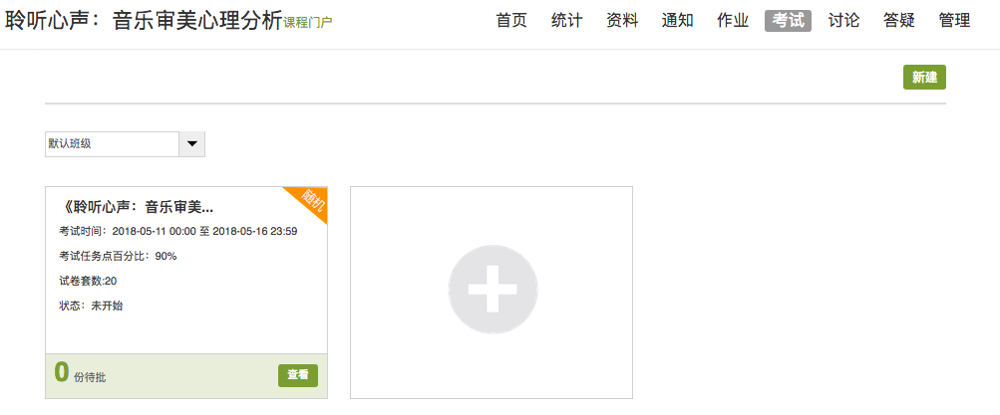 聆听心声：音乐审美心理分析课程门户 首页 统计 资料 通知 作业 考试 讨论 答疑 管理
新建
默认班级
《聆听心声：音乐审美... 随机
考试时间：2018-05-11 00:00 至 2018-05-16 23:59
考试任务点百分比：90%
试卷套数:20
状态：未开始
0 份待批 查看